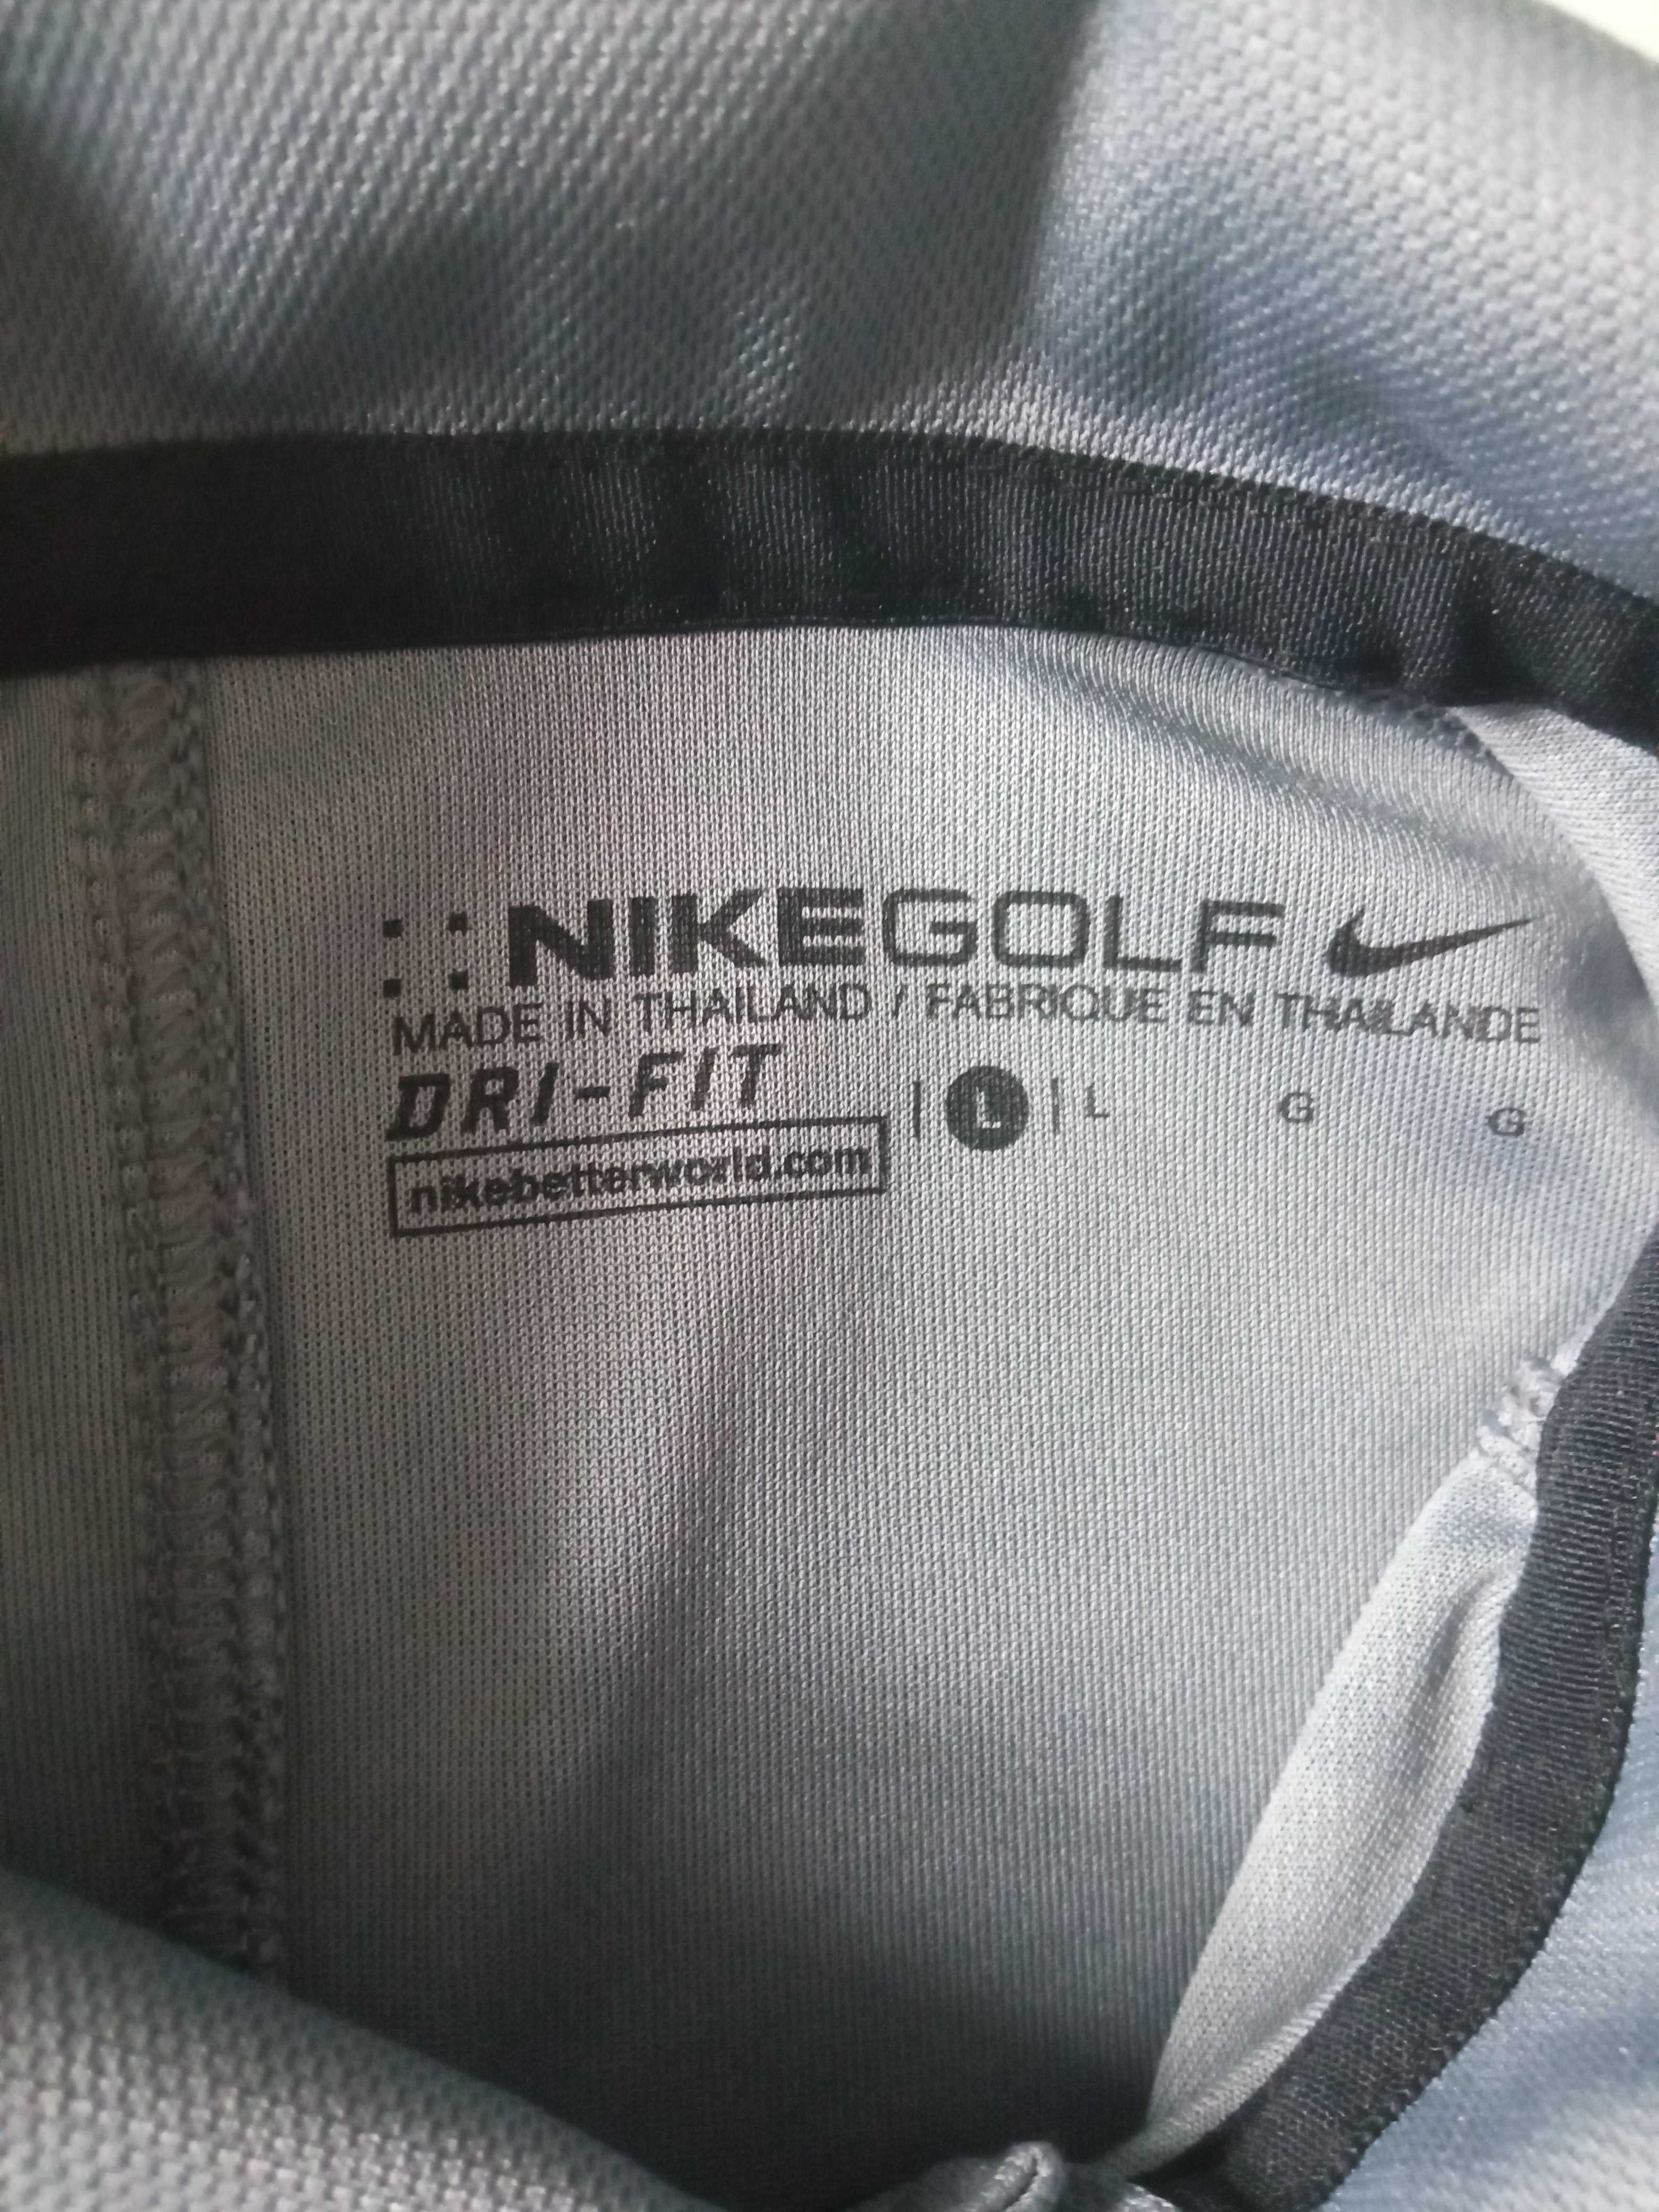 NIKEGOLF
MADE IN THAILAND / FABRIQUE EN THAILANDE
DRI-FIT | L | L G G
nikebetterworld.com